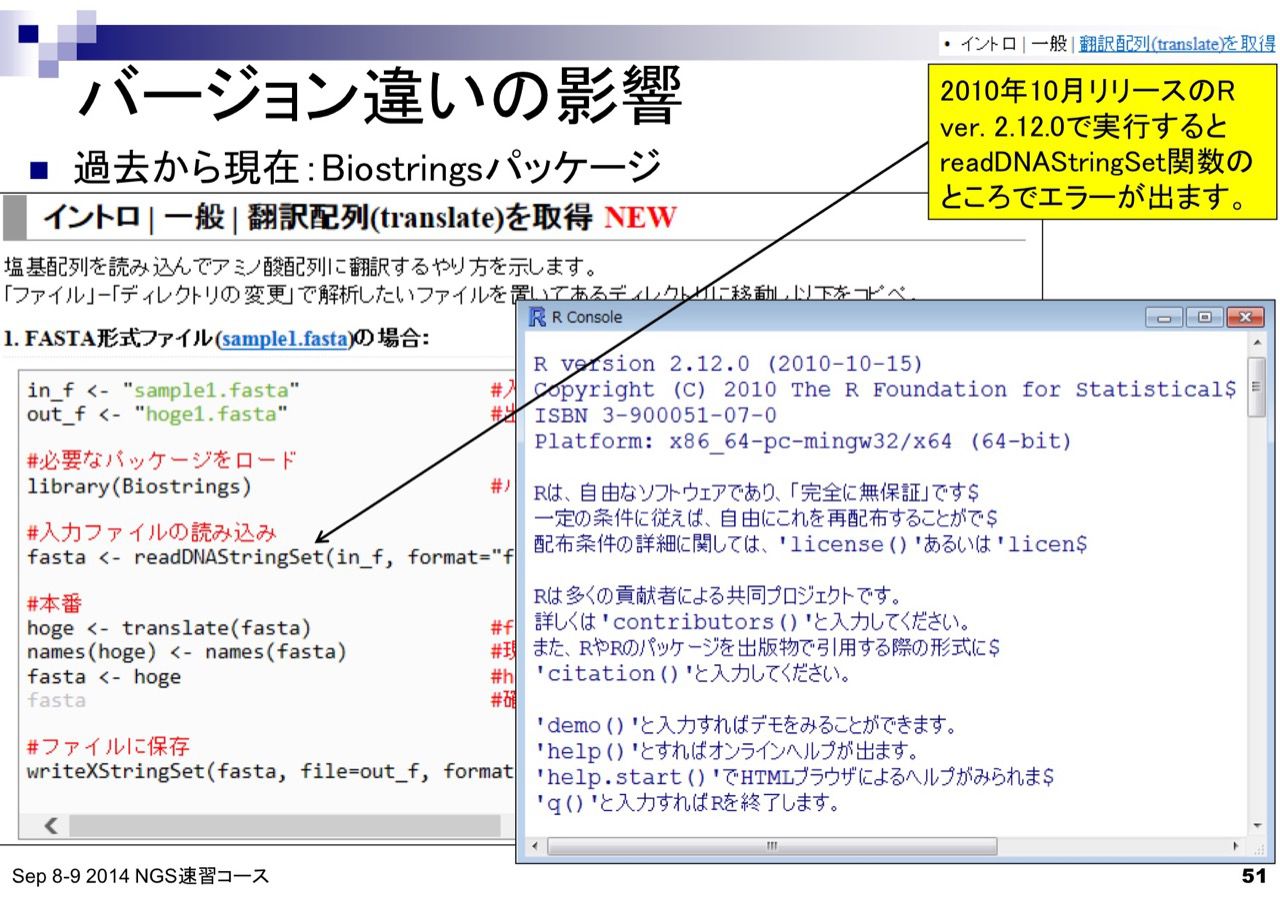 • イントロ | 一般 | 翻訳配列(translate)を取得
バージョン違いの影響
2010年10月リリースのR
ver. 2.12.0で実行すると
readDNAStringSet関数の
ところでエラーが出ます。
■ 過去から現在：Biostringsパッケージ
イントロ | 一般 | 翻訳配列(translate)を取得 NEW
塩基配列を読み込んでアミノ酸配列に翻訳するやり方を示します。
「ファイル」-「ディレクトリの変更」で解析したいファイルを置いてあるディレクトリに移動し以下をコピペ。
1. FASTA形式ファイル(sample1.fasta)の場合:
in_f <- "sample1.fasta" #入
out_f <- "hoge1.fasta" #出
#必要なパッケージをロード
library(Biostrings) #パ
#入力ファイルの読み込み
fasta <- readDNAStringSet(in_f, format="f
#本番
hoge <- translate(fasta) #f
names(hoge) <- names(fasta) #現
fasta <- hoge #h
fasta #確
#ファイルに保存
writeXStringSet(fasta, file=out_f, format
R Console
R version 2.12.0 (2010-10-15)
Copyright (C) 2010 The R Foundation for Statistical$
ISBN 3-900051-07-0
Platform: x86_64-pc-mingw32/x64 (64-bit)
Rは、自由なソフトウェアであり、「完全に無保証」です$
一定の条件に従えば、自由にこれを再配布することがで$
配布条件の詳細に関しては、'license()'あるいは'licen$
Rは多くの貢献者による共同プロジェクトです。
詳しくは'contributors()'と入力してください。
また、RやRのパッケージを出版物で引用する際の形式に$
'citation()'と入力してください。
'demo()'と入力すればデモをみることができます。
'help()'とすればオンラインヘルプが出ます。
'help.start()'でHTMLブラウザによるヘルプがみられま$
'q()'と入力すればRを終了します。
Sep 8-9 2014 NGS速習コース
51